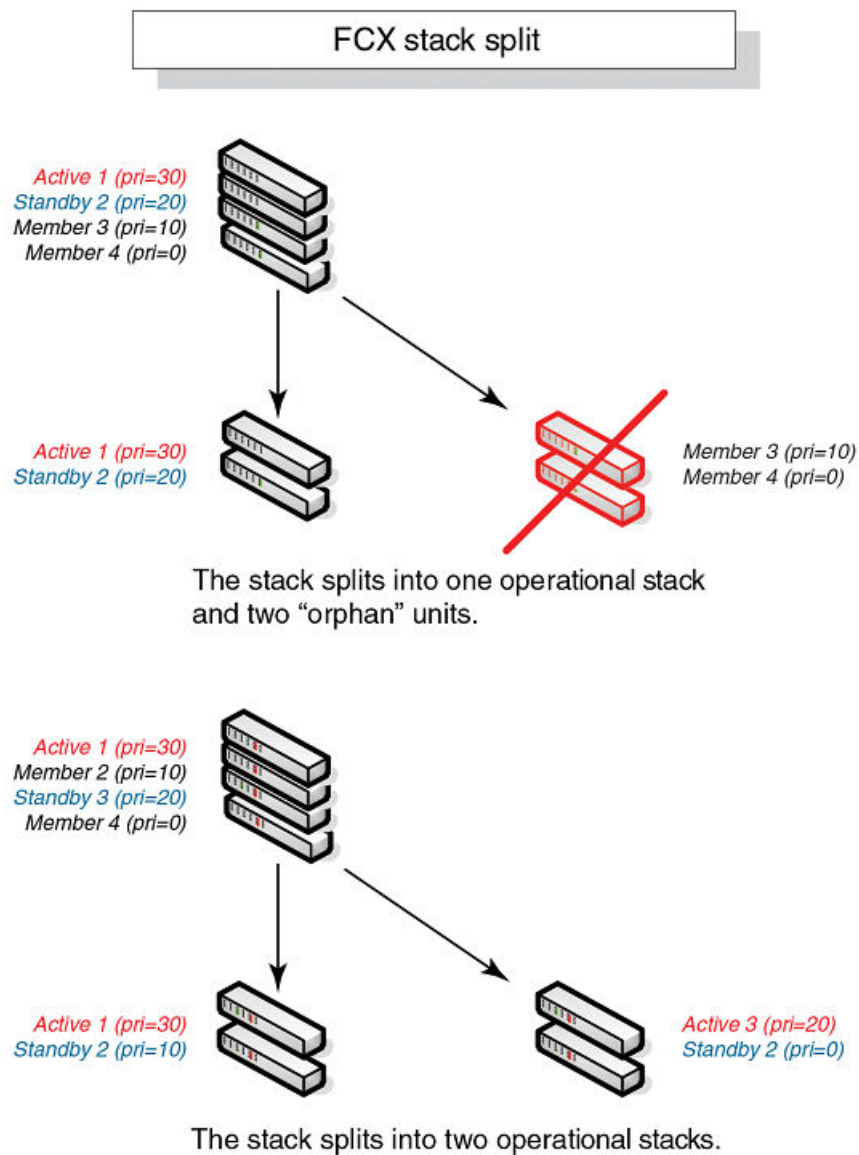 FCX stack split
Active 1 (pri=30)
Standby 2 (pri=20)
Member 3 (pri=10)
Member 4 (pri=0)
Active 1 (pri=30)
Standby 2 (pri=20)
Member 3 (pri=10)
Member 4 (pri=0)
The stack splits into one operational stack
and two “orphan” units.
Active 1 (pri=30)
Member 2 (pri=10)
Standby 3 (pri=20)
Member 4 (pri=0)
Active 1 (pri=30)
Standby 2 (pri=10)
Active 3 (pri=20)
Standby 2 (pri=0)
The stack splits into two operational stacks.